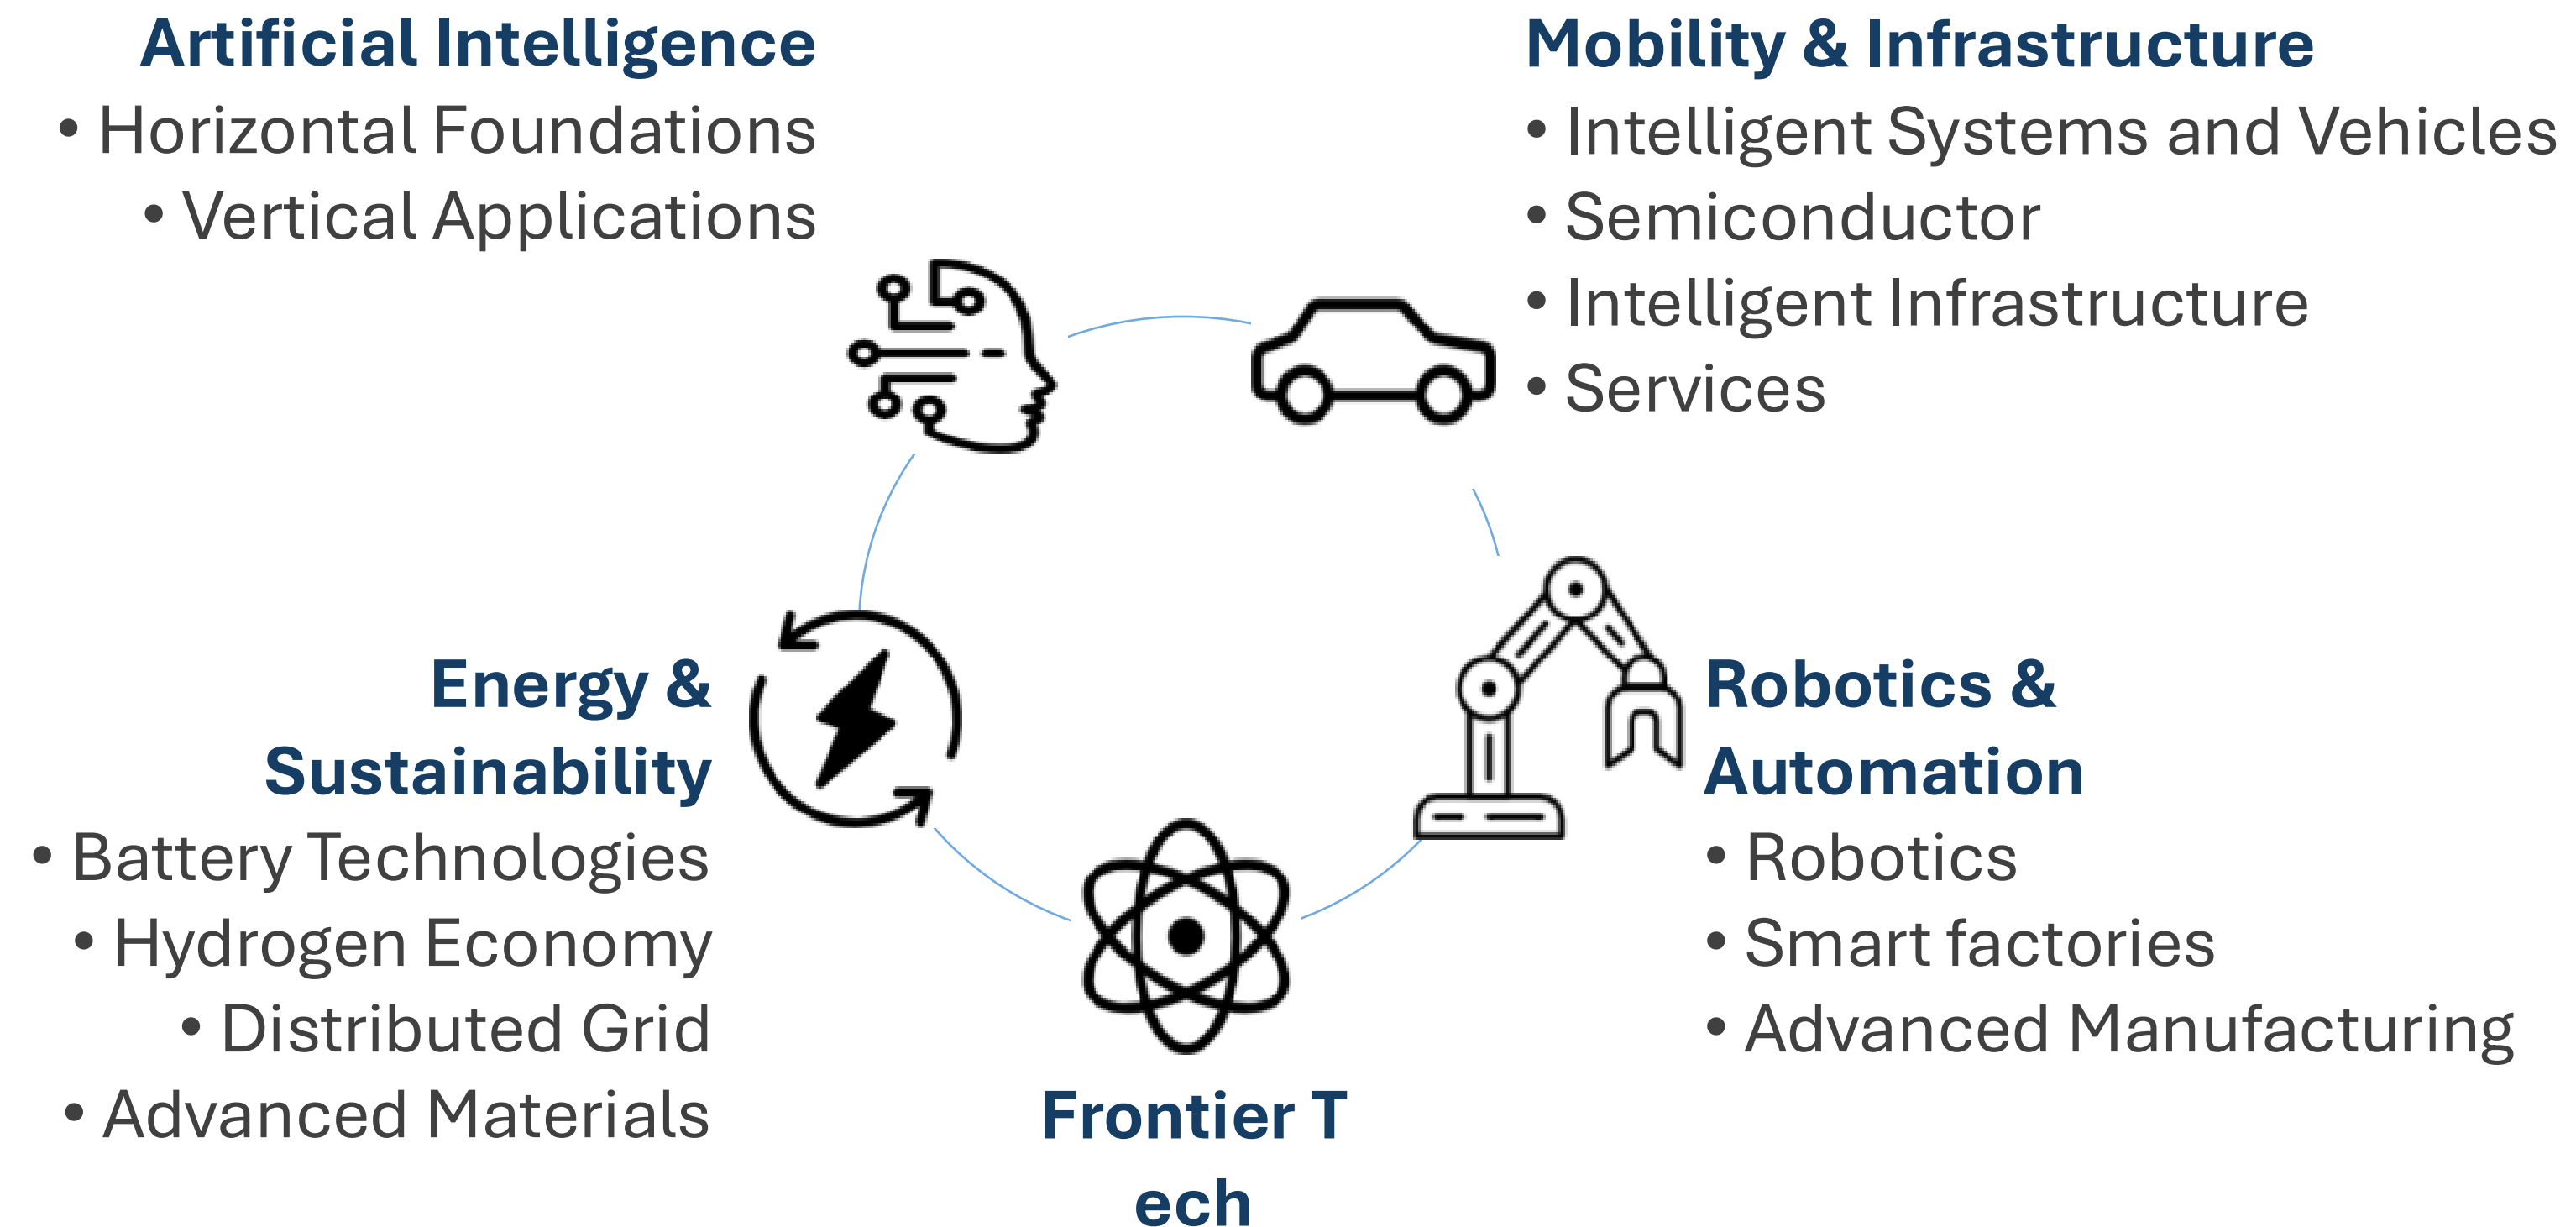 Artificial Intelligence
• Horizontal Foundations
• Vertical Applications
Mobility & Infrastructure
• Intelligent Systems and Vehicles
• Semiconductor
• Intelligent Infrastructure
• Services
Energy &
Sustainability
• Battery Technologies
• Hydrogen Economy
• Distributed Grid
• Advanced Materials
Robotics &
Automation
• Robotics
• Smart factories
• Advanced Manufacturing
Frontier T
ech